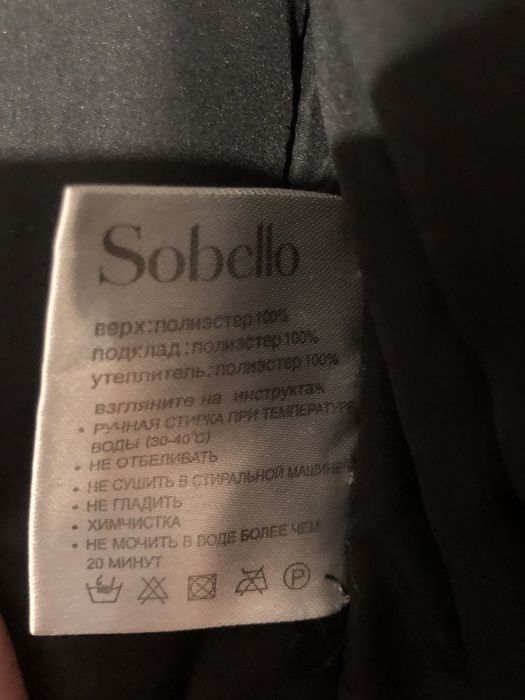 Sobello
верх:полиэстер 100%
подклад:полиэстер 100%
утеплитель:полиэстер 100%
взгляните на инструктаж
• РУЧНАЯ СТИРКА ПРИ ТЕМПЕРАТУРЕ
ВОДЫ (30-40°C)
• НЕ ОТБЕЛИВАТЬ
• НЕ СУШИТЬ В СТИРАЛЬНОЙ МАШИНЕ
• НЕ ГЛАДИТЬ
• ХИМЧИСТКА
• НЕ МОЧИТЬ В ВОДЕ БОЛЕЕ ЧЕМ
20 МИНУТ
P